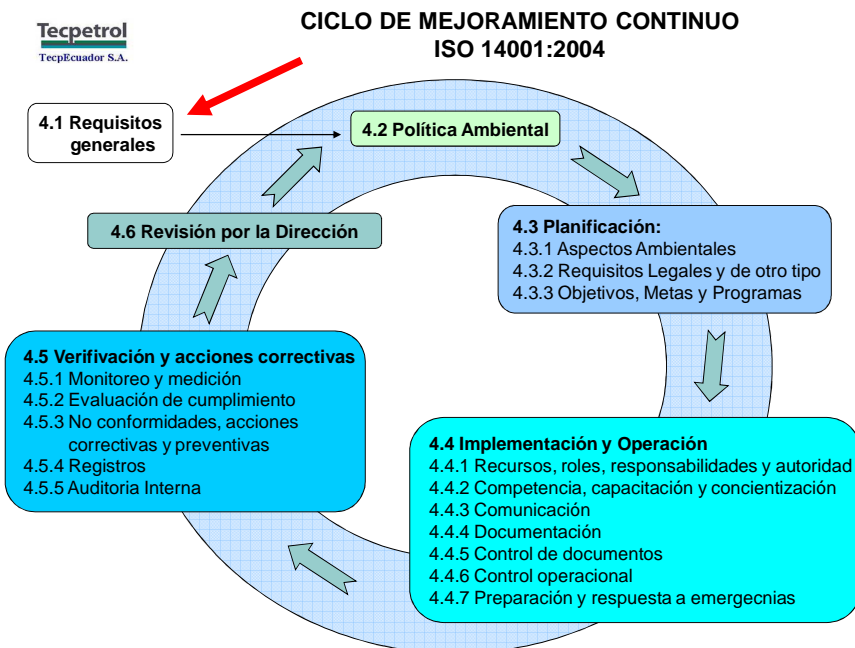 Tecpetrol
TecpEcuador S.A.
CICLO DE MEJORAMIENTO CONTINUO
ISO 14001:2004
4.1 Requisitos
generales
4.2 Política Ambiental
4.6 Revisión por la Dirección
4.3 Planificación:
4.3.1 Aspectos Ambientales
4.3.2 Requisitos Legales y de otro tipo
4.3.3 Objetivos, Metas y Programas
4.5 Verifivación y acciones correctivas
4.5.1 Monitoreo y medición
4.5.2 Evaluación de cumplimiento
4.5.3 No conformidades, acciones
correctivas y preventivas
4.5.4 Registros
4.5.5 Auditoria Interna
4.4 Implementación y Operación
4.4.1 Recursos, roles, responsabilidades y autoridad
4.4.2 Competencia, capacitación y concientización
4.4.3 Comunicación
4.4.4 Documentación
4.4.5 Control de documentos
4.4.6 Control operacional
4.4.7 Preparación y respuesta a emergecnias